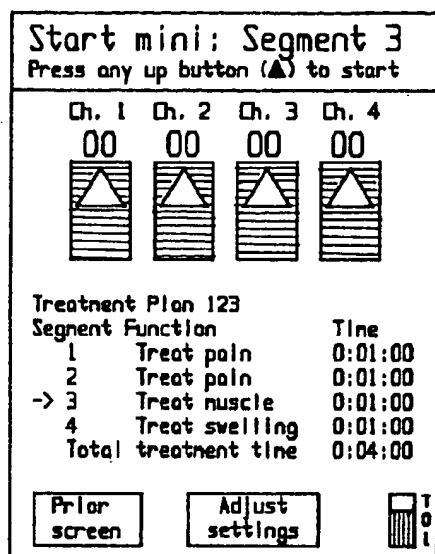 Start mini: Segment 3
Press any up button (▲) to start
Ch. 1 Ch. 2 Ch. 3 Ch. 4
00 00 00 00
Treatment Plan 123
Segment Function Time
1 Treat pain 0:01:00
2 Treat pain 0:01:00
-> 3 Treat muscle 0:01:00
4 Treat swelling 0:01:00
Total treatment time 0:04:00
Prior screen
Adjust settings
T01